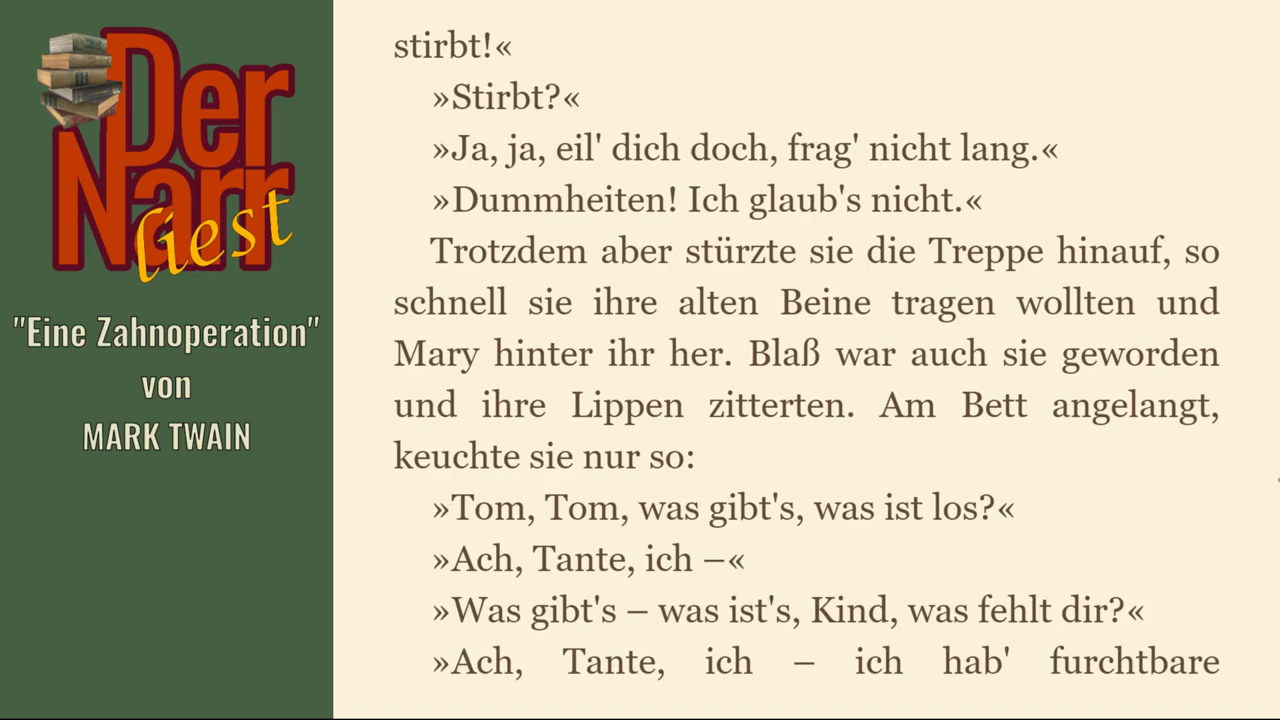 Der
Narr
liest
"Eine Zahnoperation"
von
MARK TWAIN
stirbt!«
»Stirbt?«
»Ja, ja, eil' dich doch, frag' nicht lang.«
»Dummheiten! Ich glaub's nicht.«
Trotzdem aber stürzte sie die Treppe hinauf, so
schnell sie ihre alten Beine tragen wollten und
Mary hinter ihr her. Blaß war auch sie geworden
und ihre Lippen zitterten. Am Bett angelangt,
keuchte sie nur so:
»Tom, Tom, was gibt's, was ist los?«
»Ach, Tante, ich –«
»Was gibt's – was ist's, Kind, was fehlt dir?«
»Ach, Tante, ich – ich hab' furchtbare